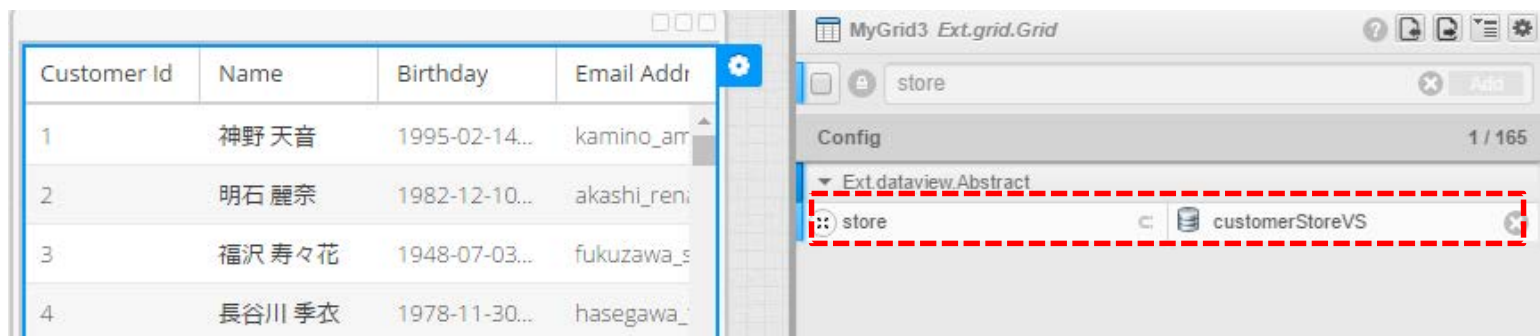 Customer Id Name Birthday Email Addr
1 神野 天音 1995-02-14... kamino_am
2 明石 麗奈 1982-12-10... akashi_rena
3 福沢 寿々花 1948-07-03... fukuzawa_s
4 長谷川 季衣 1978-11-30... hasegawa_
MyGrid3 Ext.grid.Grid
store Add
Config 1 / 165
Ext.dataview.Abstract
store customerStoreVS